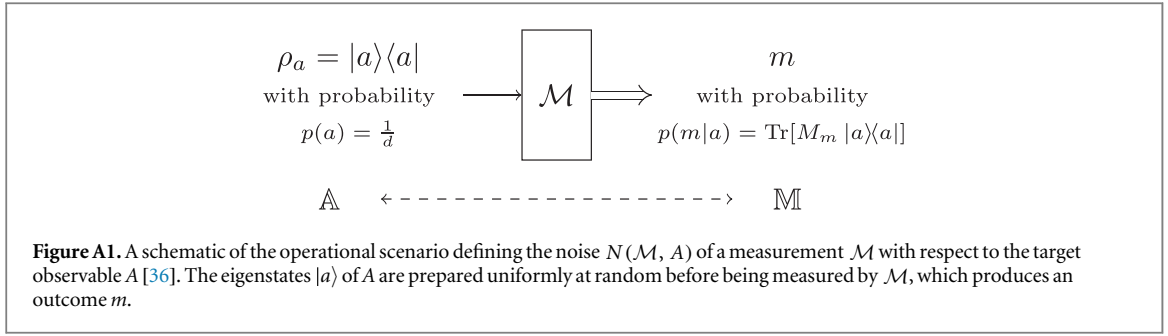 ρₐ = |a⟩⟨a|
with probability
p(a) = 1/d
ℳ
m
with probability
p(m|a) = Tr[Mₘ |a⟩⟨a|]
𝔸
𝕄
Figure A1. A schematic of the operational scenario defining the noise N(ℳ, A) of a measurement ℳ with respect to the target
observable A [36]. The eigenstates |a⟩ of A are prepared uniformly at random before being measured by ℳ, which produces an
outcome m.